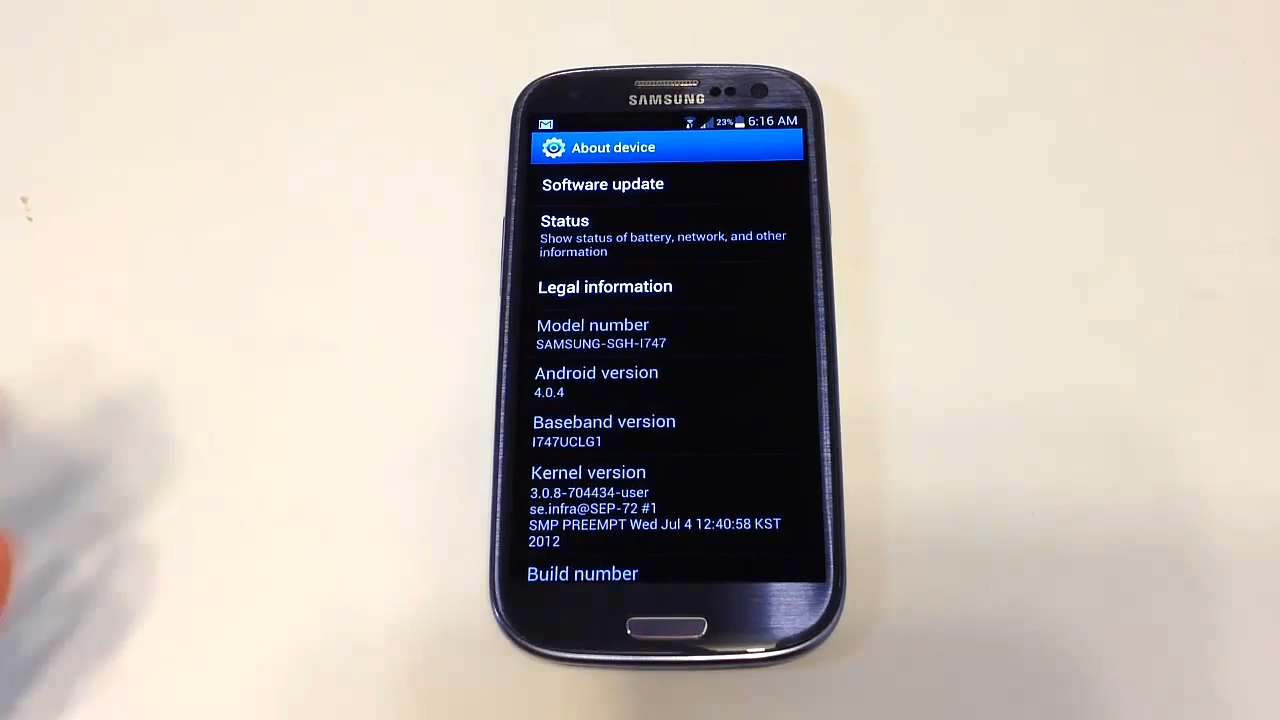 SAMSUNG
23% 6:16 AM
About device
Software update
Status
Show status of battery, network, and other
information
Legal information
Model number
SAMSUNG-SGH-I747
Android version
4.0.4
Baseband version
I747UCLG1
Kernel version
3.0.8-704434-user
se.infra@SEP-72 #1
SMP PREEMPT Wed Jul 4 12:40:58 KST
2012
Build number